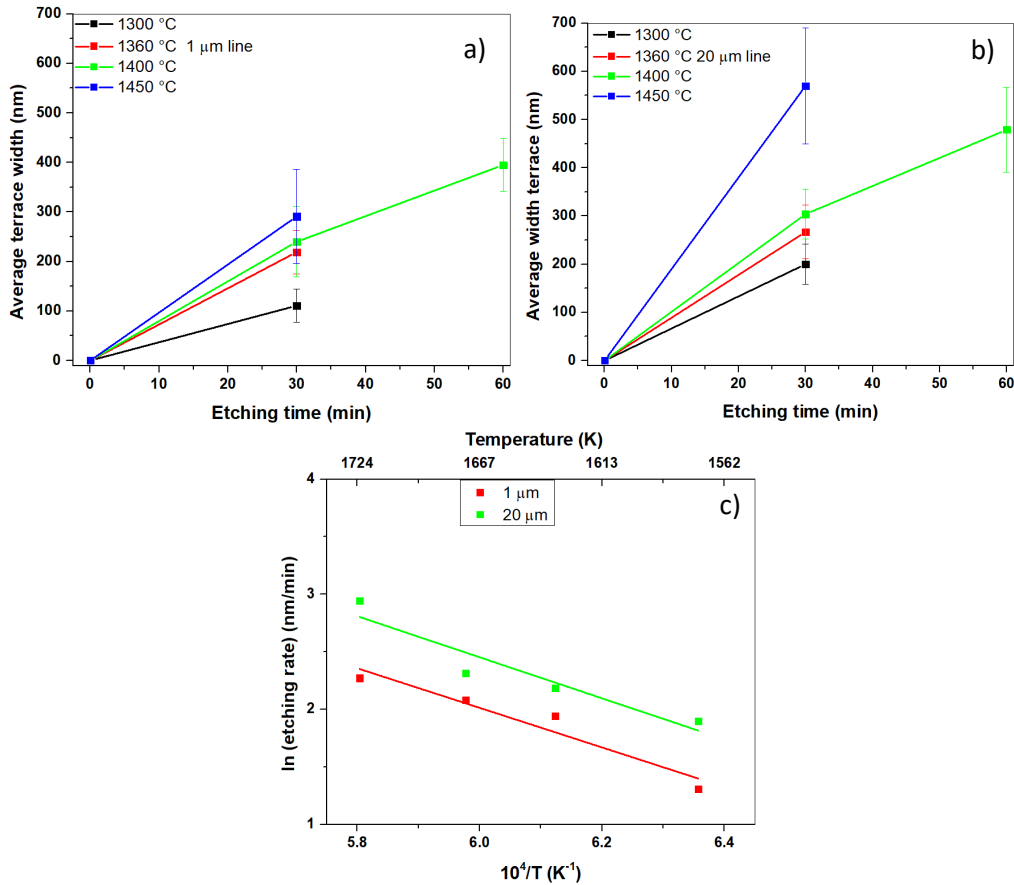 1300 °C
1360 °C 1 μm line
1400 °C
1450 °C
a)
700
600
500
400
300
200
100
0
Average terrace width (nm)
0 10 20 30 40 50 60
Etching time (min)
1300 °C
1360 °C 20 μm line
1400 °C
1450 °C
b)
700
600
500
400
300
200
100
0
Average width terrace (nm)
0 10 20 30 40 50 60
Etching time (min)
Temperature (K)
1724 1667 1613 1562
1 μm
20 μm
c)
4
3
2
1
ln (etching rate) (nm/min)
5.8 6.0 6.2 6.4
10⁴/T (K⁻¹)